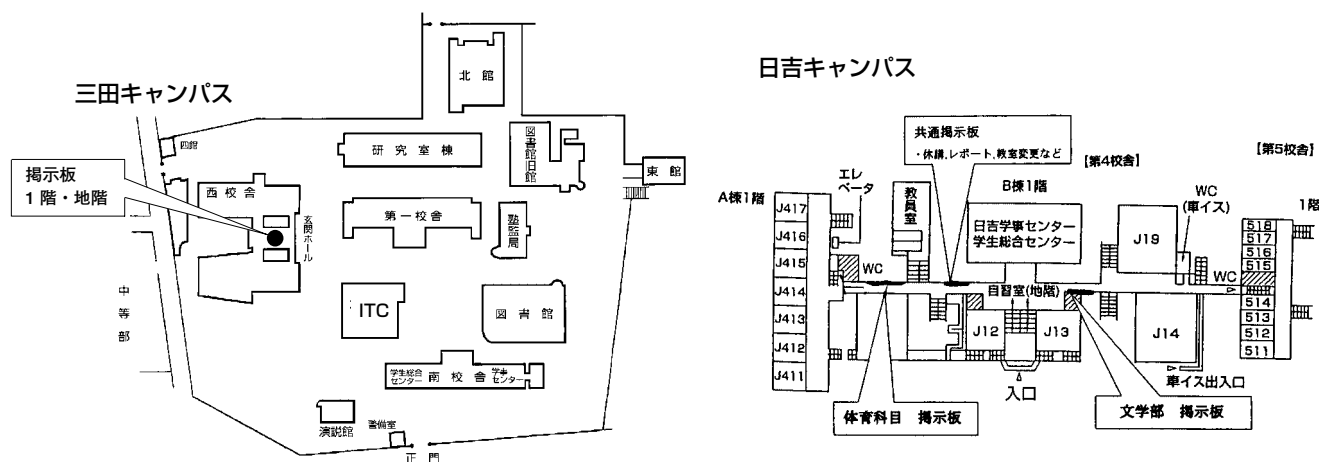 三田キャンパス
北館
四館
掲示板
1階・地階
西校舎
玄関ホール
研究室棟
図書館旧館
東館
第一校舎
塾監局
中等部
ITC
図書館
学生総合
センター
南校舎
学事
センター
演説館
警備室
正門
日吉キャンパス
共通掲示板
・休講、レポート、教室変更など
【第4校舎】
【第5校舎】
A棟1階
エレ
ベータ
教員室
B棟1階
WC
(車イス)
1階
J417
J416
J415
J414
J413
J412
J411
WC
日吉学事センター
学生総合センター
自習室(地階)
J12
J13
J19
J14
WC
518
517
516
515
514
513
512
511
入口
車イス出入口
体育科目 掲示板
文学部 掲示板